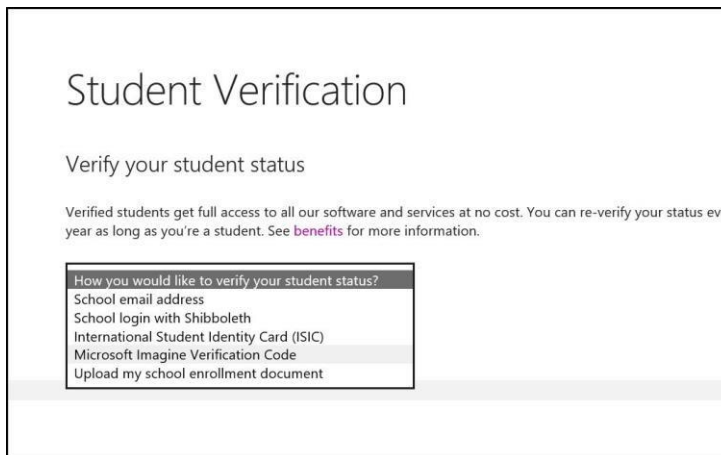 Student Verification
Verify your student status
Verified students get full access to all our software and services at no cost. You can re-verify your status
year as long as you're a student. See benefits for more information.
How you would like to verify your student status?
School email address
School login with Shibboleth
International Student Identity Card (ISIC)
Microsoft Imagine Verification Code
Upload my school enrollment document